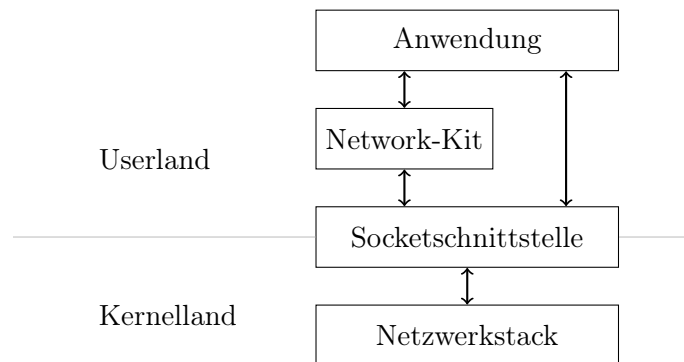 Anwendung
Network-Kit
Userland
Socketschnittstelle
Kernelland
Netzwerkstack